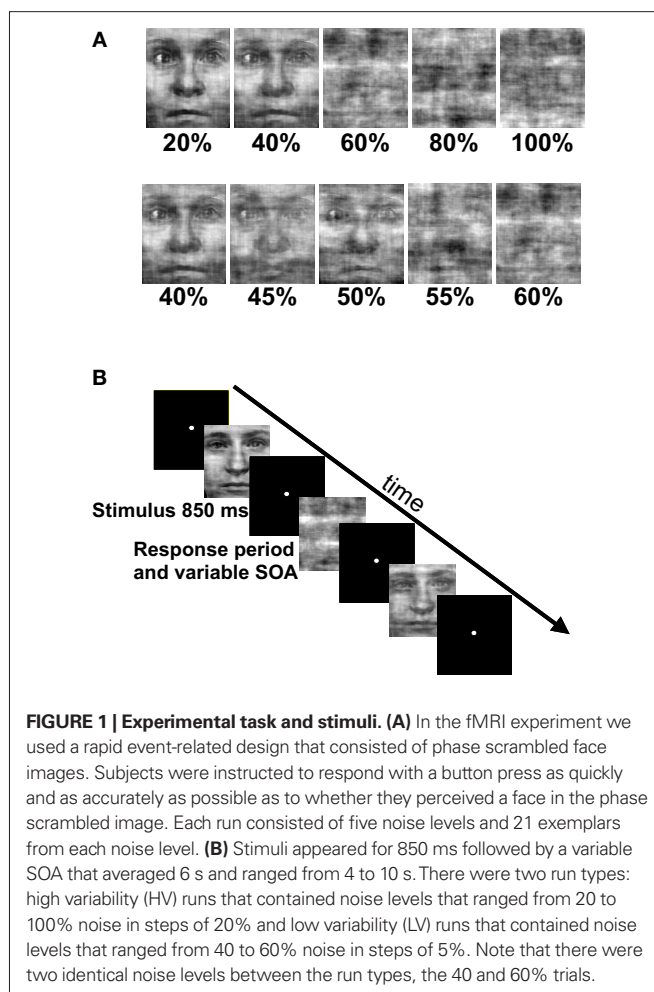 A
20% 40% 60% 80% 100%
40% 45% 50% 55% 60%
B
time
Stimulus 850 ms
Response period
and variable SOA
FIGURE 1 | Experimental task and stimuli. (A) In the fMRI experiment we
used a rapid event-related design that consisted of phase scrambled face
images. Subjects were instructed to respond with a button press as quickly
and as accurately as possible as to whether they perceived a face in the phase
scrambled image. Each run consisted of five noise levels and 21 exemplars
from each noise level. (B) Stimuli appeared for 850 ms followed by a variable
SOA that averaged 6 s and ranged from 4 to 10 s. There were two run types:
high variability (HV) runs that contained noise levels that ranged from 20 to
100% noise in steps of 20% and low variability (LV) runs that contained noise
levels that ranged from 40 to 60% noise in steps of 5%. Note that there were
two identical noise levels between the run types, the 40 and 60% trials.